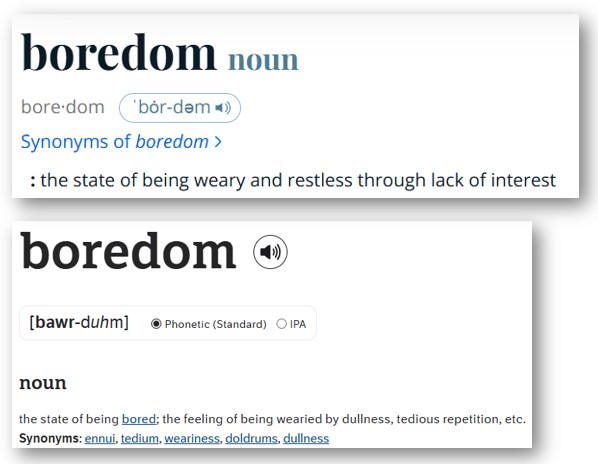 boredom noun
bore·dom ˈbȯr-dəm
Synonyms of boredom >
: the state of being weary and restless through lack of interest
boredom
[bawr-duhm] Phonetic (Standard) IPA
noun
the state of being bored; the feeling of being wearied by dullness, tedious repetition, etc.
Synonyms: ennui, tedium, weariness, doldrums, dullness